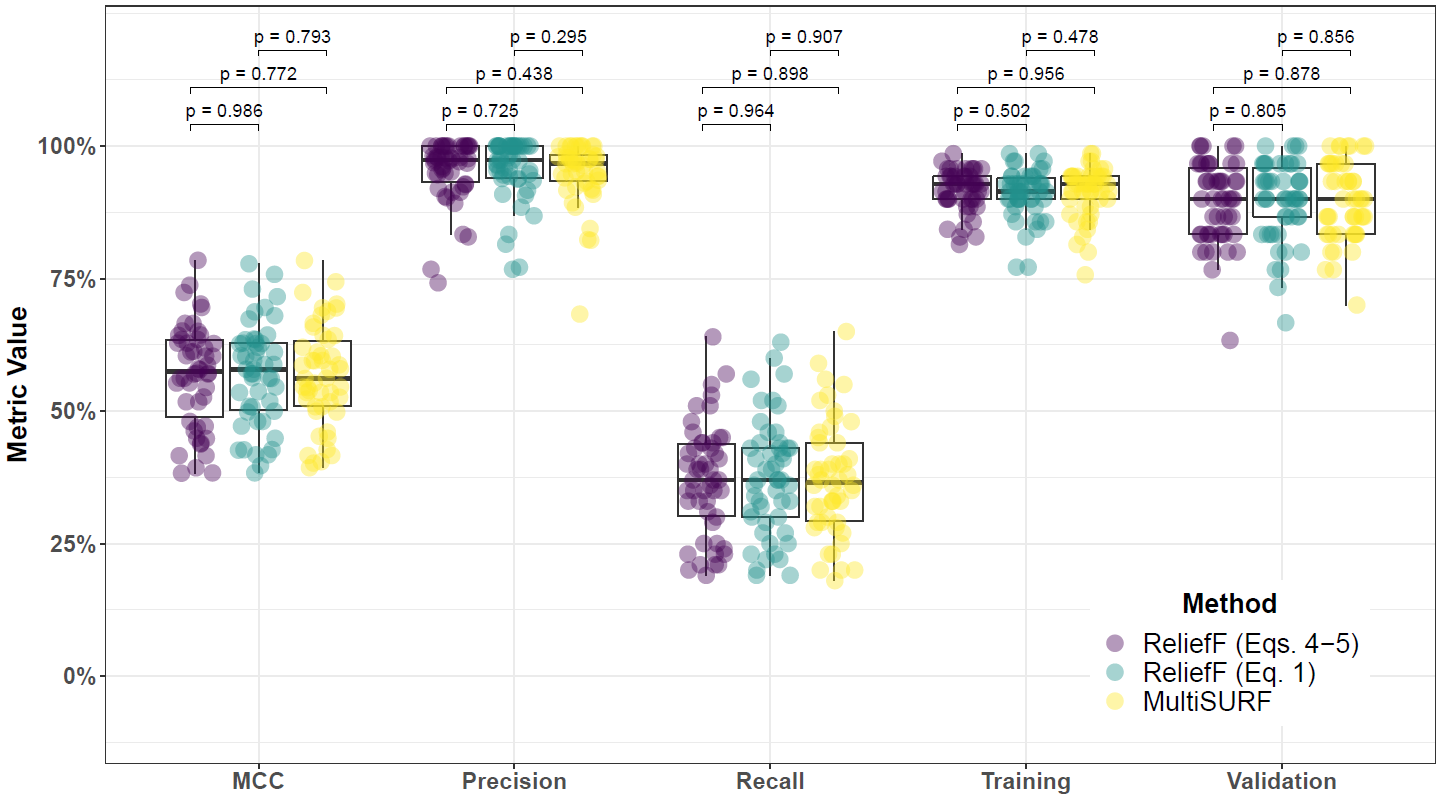 p = 0.793
p = 0.295
p = 0.907
p = 0.478
p = 0.856
p = 0.772
p = 0.438
p = 0.898
p = 0.956
p = 0.878
p = 0.986
p = 0.725
p = 0.964
p = 0.502
p = 0.805
100%
75%
50%
25%
0%
Metric Value
Method
ReliefF (Eqs. 4−5)
ReliefF (Eq. 1)
MultiSURF
MCC
Precision
Recall
Training
Validation